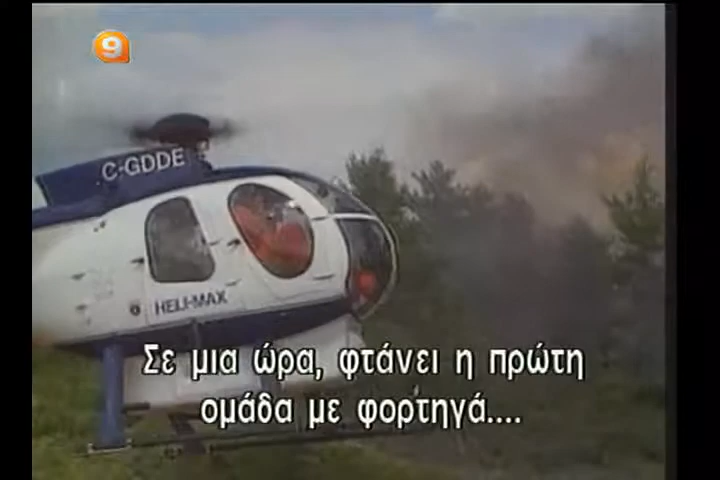 9
C-GDDE
HELI-MAX
Σε μια ώρα, φτάνει η πρώτη
ομάδα με φορτηγά....